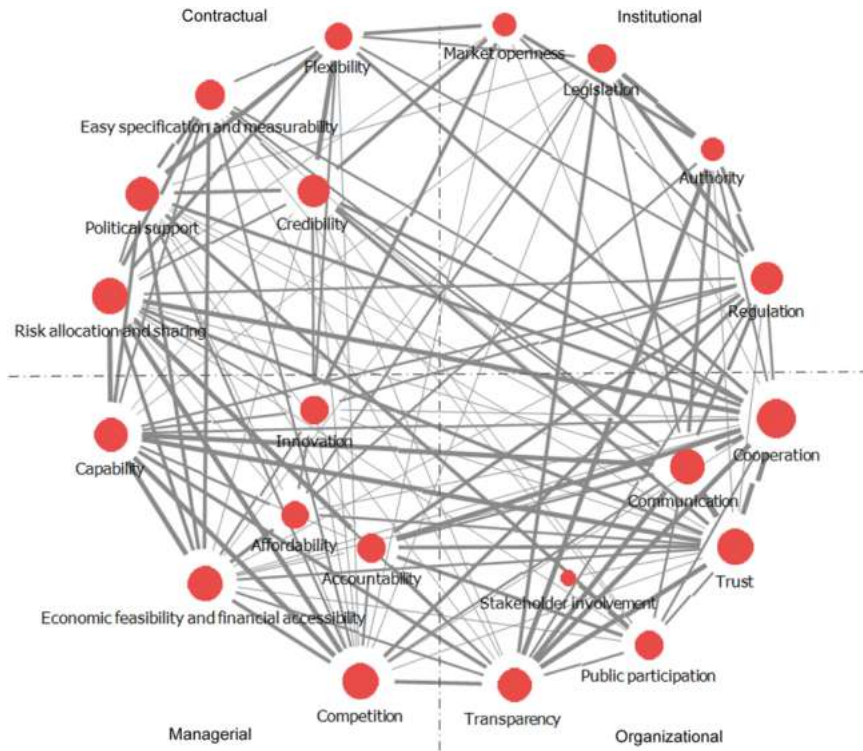 Contractual
Institutional
Flexibility
Market openness
Legislation
Easy specification and measurability
Authority
Political support
Credibility
Risk allocation and sharing
Regulation
Innovation
Capability
Cooperation
Communication
Affordability
Accountability
Trust
Economic feasibility and financial accessibility
Stakeholder involvement
Public participation
Competition
Transparency
Managerial
Organizational